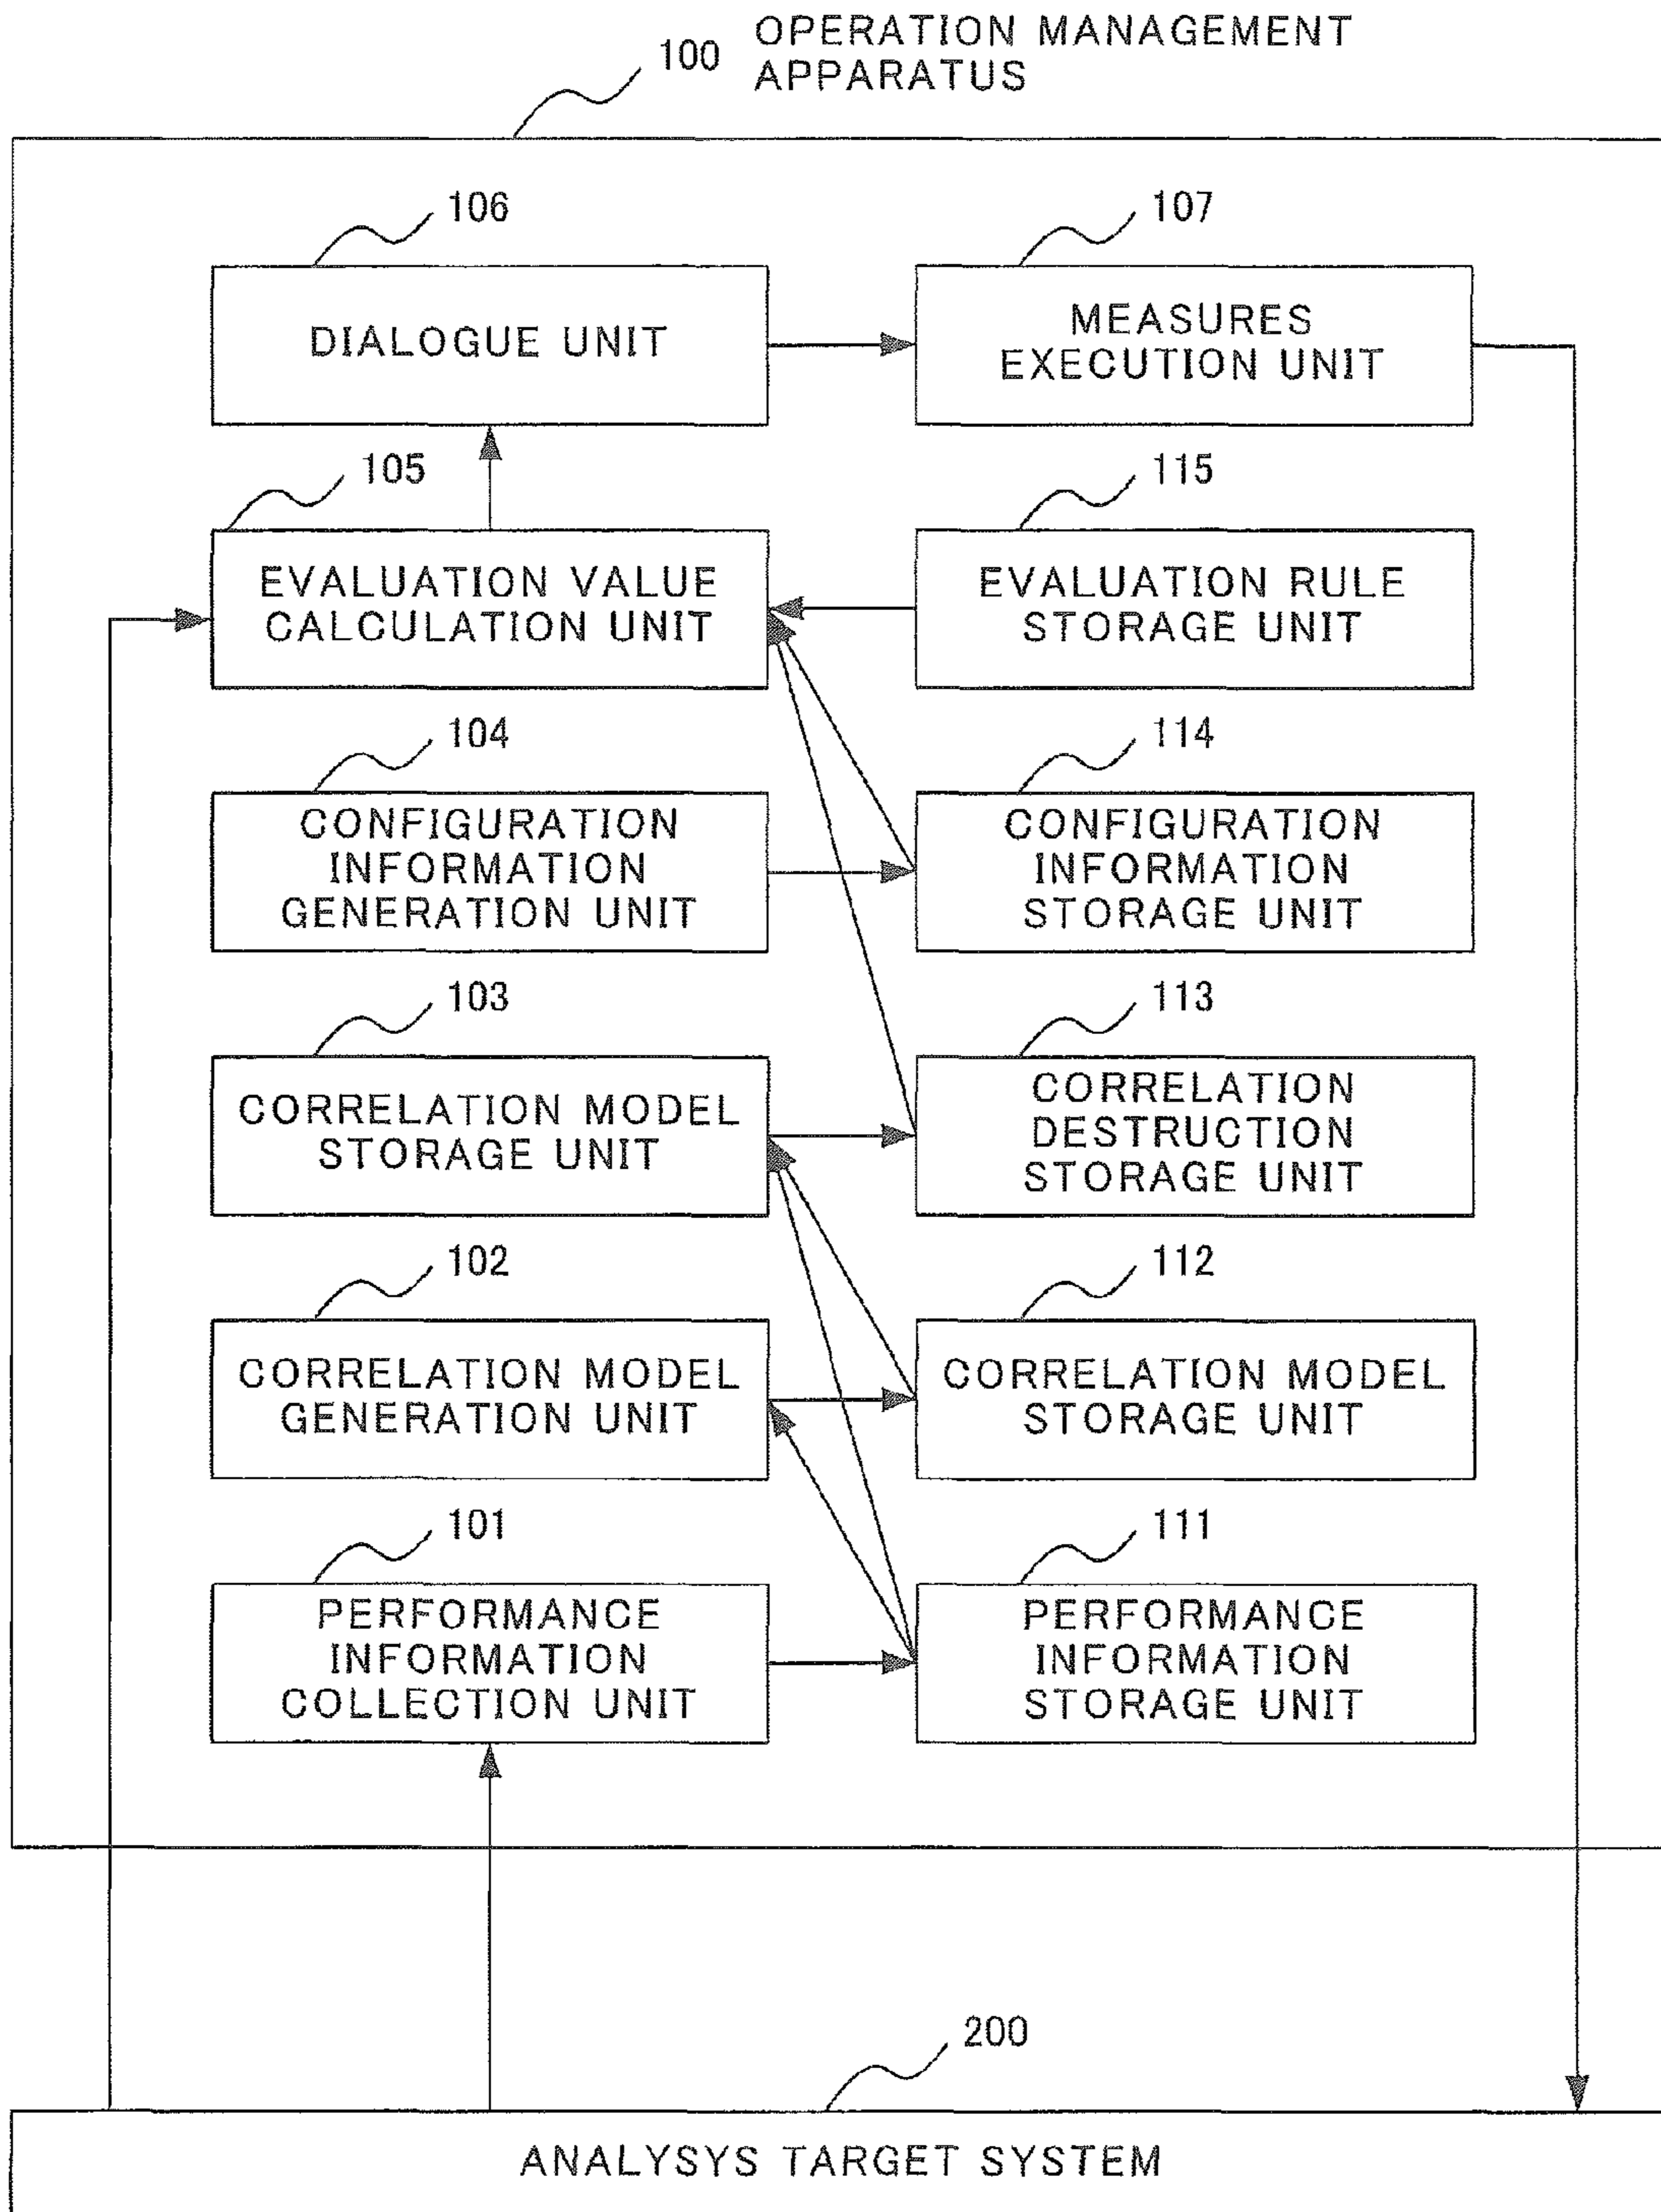 100 OPERATION MANAGEMENT
APPARATUS
106
107
DIALOGUE UNIT
MEASURES
EXECUTION UNIT
105
115
EVALUATION VALUE
CALCULATION UNIT
EVALUATION RULE
STORAGE UNIT
104
114
CONFIGURATION
INFORMATION
GENERATION UNIT
CONFIGURATION
INFORMATION
STORAGE UNIT
103
113
CORRELATION MODEL
STORAGE UNIT
CORRELATION
DESTRUCTION
STORAGE UNIT
102
112
CORRELATION MODEL
GENERATION UNIT
CORRELATION MODEL
STORAGE UNIT
101
111
PERFORMANCE
INFORMATION
COLLECTION UNIT
PERFORMANCE
INFORMATION
STORAGE UNIT
200
ANALYSYS TARGET SYSTEM